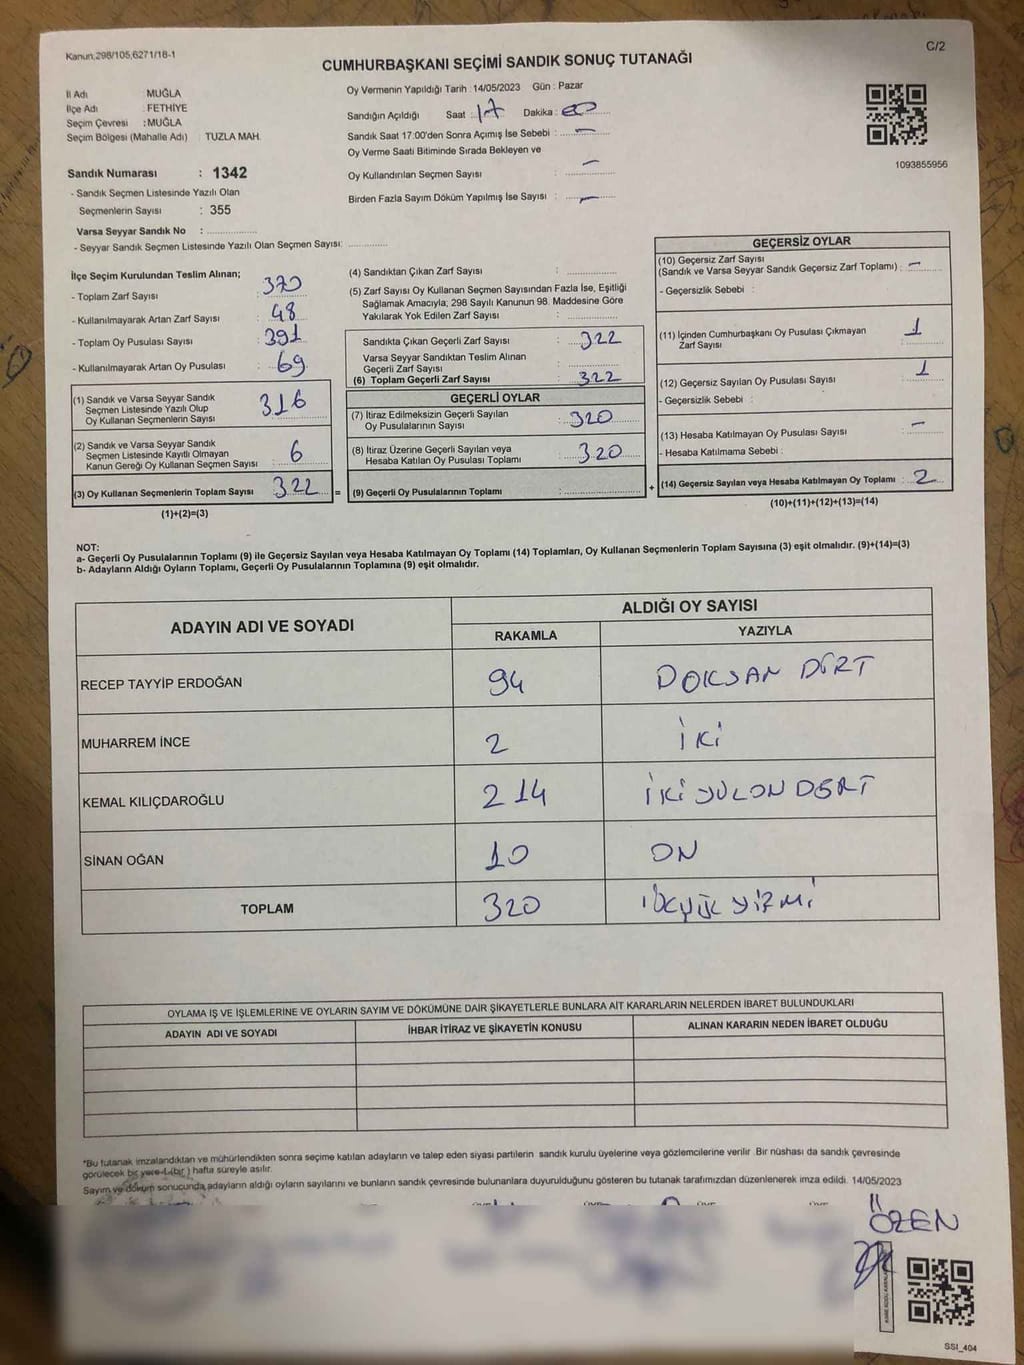 Kanun,298/105,6271/18-1
C/2
CUMHURBAŞKANI SEÇİMİ SANDIK SONUÇ TUTANAĞI
İl Adı : MUĞLA
İlçe Adı : FETHİYE
Seçim Çevresi : MUĞLA
Seçim Bölgesi (Mahalle Adı) : TUZLA MAH.
Oy Vermenin Yapıldığı Tarih : 14/05/2023 Gün : Pazar
Sandığın Açıldığı Saat : 17 Dakika : 00
Sandık Saat 17:00'den Sonra Açımış İse Sebebi : —
Oy Verme Saati Bitiminde Sırada Bekleyen ve
Oy Kullandırılan Seçmen Sayısı : —
Birden Fazla Sayım Döküm Yapılmış İse Sayısı : —
1093855956
Sandık Numarası : 1342
- Sandık Seçmen Listesinde Yazılı Olan
Seçmenlerin Sayısı : 355
Varsa Seyyar Sandık No :
- Seyyar Sandık Seçmen Listesinde Yazılı Olan Seçmen Sayısı:
İlçe Seçim Kurulundan Teslim Alınan;
- Toplam Zarf Sayısı : 370
- Kullanılmayarak Artan Zarf Sayısı : 48
- Toplam Oy Pusulası Sayısı : 391
- Kullanılmayarak Artan Oy Pusulası : 69
(1) Sandık ve Varsa Seyyar Sandık
Seçmen Listesinde Yazılı Olup
Oy Kullanan Seçmenlerin Sayısı : 316
(2) Sandık ve Varsa Seyyar Sandık
Seçmen Listesinde Kayıtlı Olmayan
Kanun Gereği Oy Kullanan Seçmen Sayısı : 6
(3) Oy Kullanan Seçmenlerin Toplam Sayısı : 322
(1)+(2)=(3)
(4) Sandıktan Çıkan Zarf Sayısı :
(5) Zarf Sayısı Oy Kullanan Seçmen Sayısından Fazla İse, Eşitliği
Sağlamak Amacıyla; 298 Sayılı Kanunun 98. Maddesine Göre
Yakılarak Yok Edilen Zarf Sayısı :
Sandıkta Çıkan Geçerli Zarf Sayısı : 322
Varsa Seyyar Sandıktan Teslim Alınan
Geçerli Zarf Sayısı :
(6) Toplam Geçerli Zarf Sayısı : 322
GEÇERLİ OYLAR
(7) İtiraz Edilmeksizin Geçerli Sayılan
Oy Pusulalarının Sayısı : 320
(8) İtiraz Üzerine Geçerli Sayılan veya
Hesaba Katılan Oy Pusulası Toplamı : 320
= (9) Geçerli Oy Pusulalarının Toplamı :
GEÇERSİZ OYLAR
(10) Geçersiz Zarf Sayısı
(Sandık ve Varsa Seyyar Sandık Geçersiz Zarf Toplamı) : —
- Geçersizlik Sebebi :
(11) İçinden Cumhurbaşkanı Oy Pusulası Çıkmayan
Zarf Sayısı : 1
(12) Geçersiz Sayılan Oy Pusulası Sayısı : 1
- Geçersizlik Sebebi :
(13) Hesaba Katılmayan Oy Pusulası Sayısı : —
- Hesaba Katılmama Sebebi :
+ (14) Geçersiz Sayılan veya Hesaba Katılmayan Oy Toplamı : 2
(10)+(11)+(12)+(13)=(14)
NOT:
a- Geçerli Oy Pusulalarının Toplamı (9) ile Geçersiz Sayılan veya Hesaba Katılmayan Oy Toplamı (14) Toplamları, Oy Kullanan Seçmenlerin Toplam Sayısına (3) eşit olmalıdır. (9)+(14)=(3)
b- Adayların Aldığı Oyların Toplamı, Geçerli Oy Pusulalarının Toplamına (9) eşit olmalıdır.
ADAYIN ADI VE SOYADI ALDIĞI OY SAYISI
RAKAMLA YAZIYLA
RECEP TAYYİP ERDOĞAN 94 DOKSAN DÖRT
MUHARREM İNCE 2 İKİ
KEMAL KILIÇDAROĞLU 214 İKİ YÜZ ON DÖRT
SİNAN OĞAN 10 ON
TOPLAM 320 ÜÇYÜZ YİRMİ
OYLAMA İŞ VE İŞLEMLERİNE VE OYLARIN SAYIM VE DÖKÜMÜNE DAİR ŞİKAYETLERLE BUNLARA AİT KARARLARIN NELERDEN İBARET BULUNDUKLARI
ADAYIN ADI VE SOYADI İHBAR İTİRAZ VE ŞİKAYETİN KONUSU ALINAN KARARIN NEDEN İBARET OLDUĞU
*Bu tutanak imzalandıktan ve mühürlendikten sonra seçime katılan adayların ve talep eden siyasi partilerin sandık kurulu üyelerine veya gözlemcilerine verilir. Bir nüshası da sandık çevresinde
görülecek bir yere 1 (bir) hafta süreyle asılır.
Sayım ve döküm sonucunda adayların aldığı oyların sayılarını ve bunların sandık çevresinde bulunanlara duyurulduğunu gösteren bu tutanak tarafımızdan düzenlenerek imza edildi. 14/05/2023
ÖZEN
SSI_404